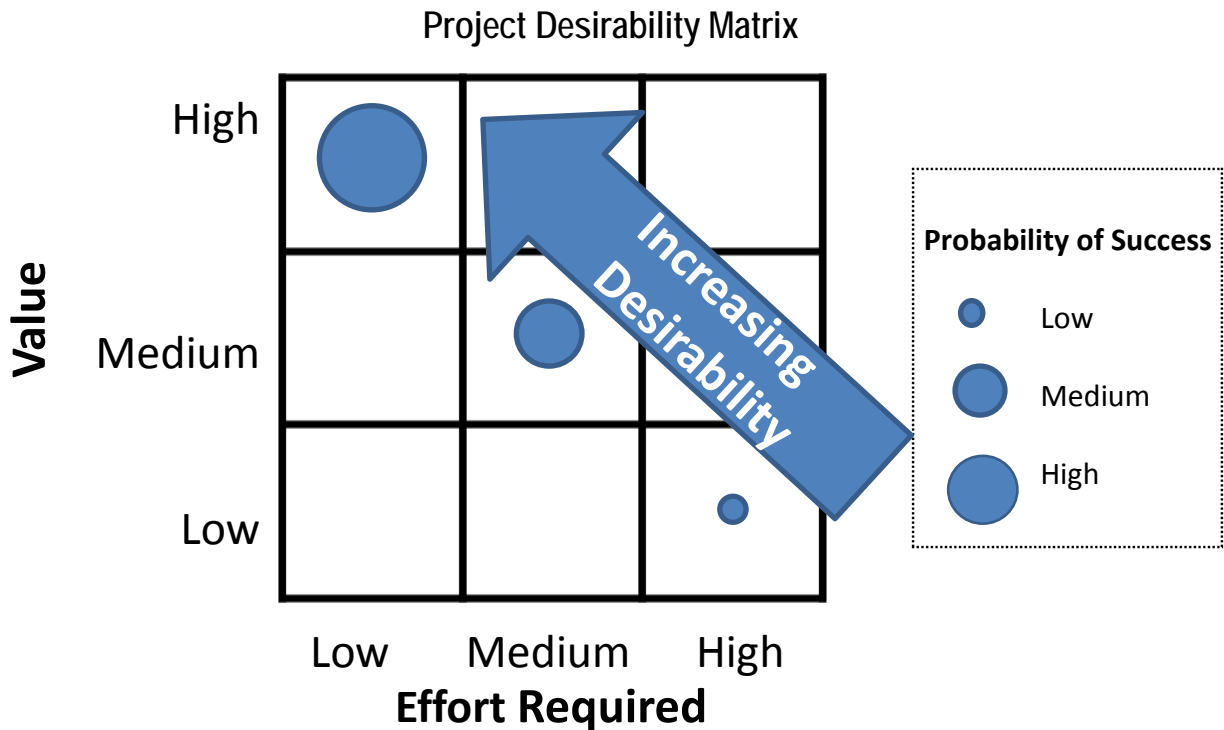 Project Desirability Matrix
High
Medium
Low
Value
Increasing
Desirability
Low
Medium
High
Effort Required
Probability of Success
Low
Medium
High